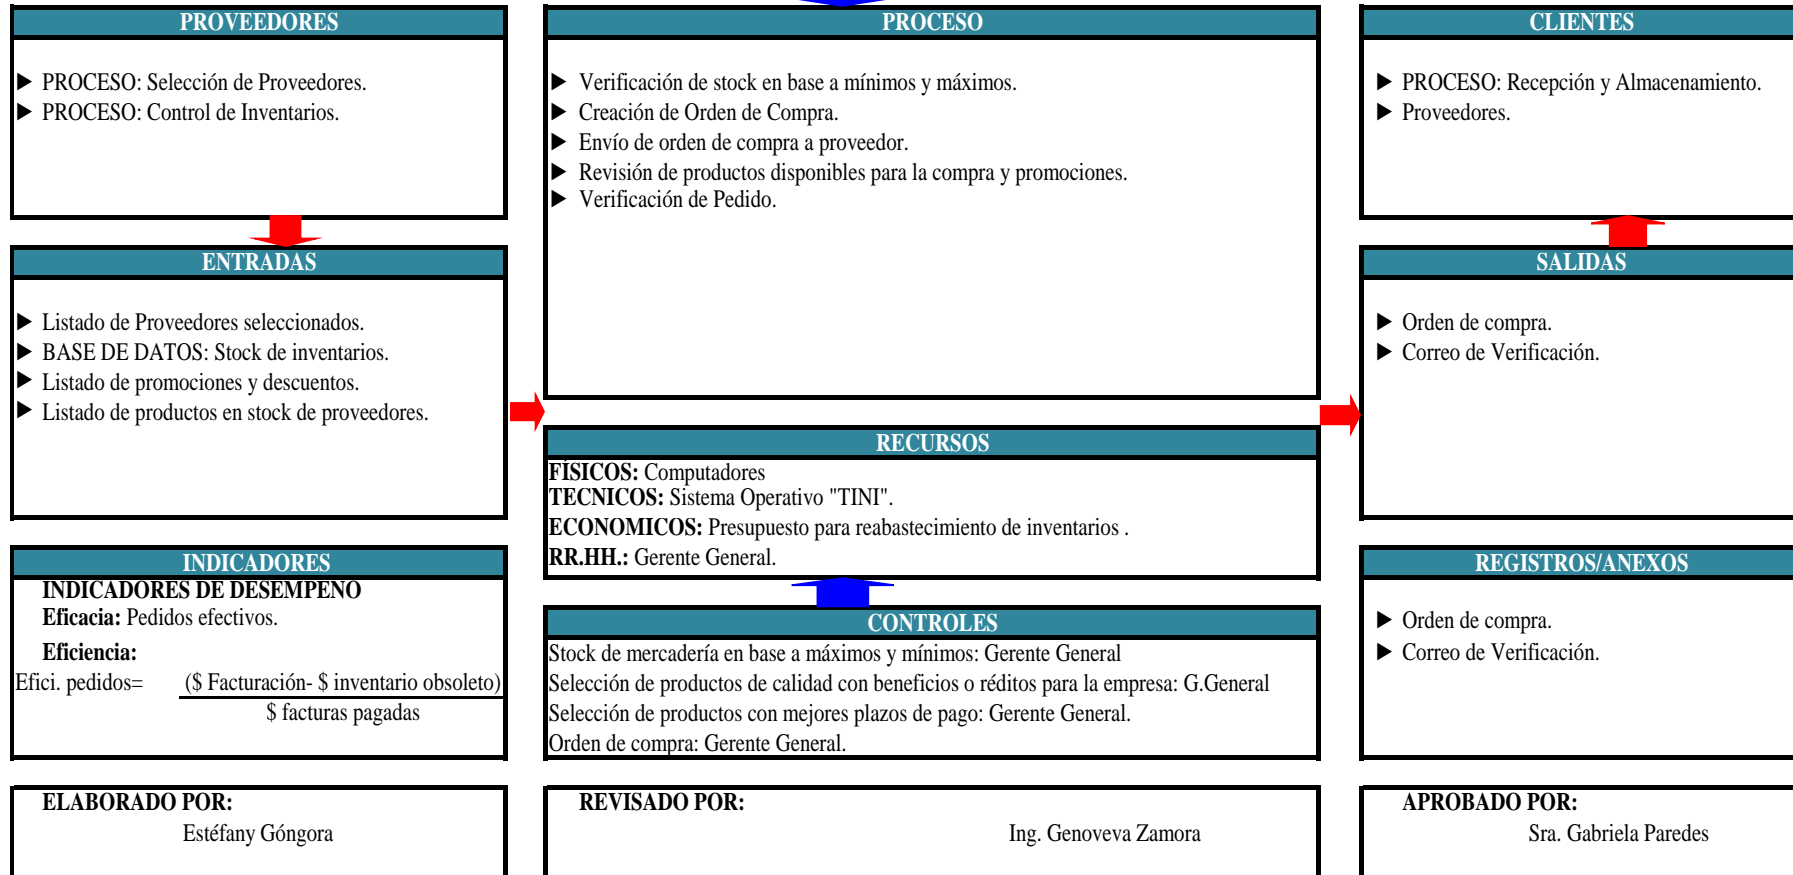 PROVEEDORES
PROCESO: Selección de Proveedores.
PROCESO: Control de Inventarios.
PROCESO
Verificación de stock en base a mínimos y máximos.
Creación de Orden de Compra.
Envío de orden de compra a proveedor.
Revisión de productos disponibles para la compra y promociones.
Verificación de Pedido.
CLIENTES
PROCESO: Recepción y Almacenamiento.
Proveedores.
ENTRADAS
Listado de Proveedores seleccionados.
BASE DE DATOS: Stock de inventarios.
Listado de promociones y descuentos.
Listado de productos en stock de proveedores.
SALIDAS
Orden de compra.
Correo de Verificación.
RECURSOS
FÍSICOS: Computadores
TECNICOS: Sistema Operativo "TINI".
ECONOMICOS: Presupuesto para reabastecimiento de inventarios .
RR.HH.: Gerente General.
INDICADORES
INDICADORES DE DESEMPEÑO
Eficacia: Pedidos efectivos.
Eficiencia:
Efici. pedidos= ($ Facturación- $ inventario obsoleto)
$ facturas pagadas
CONTROLES
Stock de mercadería en base a máximos y mínimos: Gerente General
Selección de productos de calidad con beneficios o réditos para la empresa: G.General
Selección de productos con mejores plazos de pago: Gerente General.
Orden de compra: Gerente General.
REGISTROS/ANEXOS
Orden de compra.
Correo de Verificación.
ELABORADO POR:
Estéfany Góngora
REVISADO POR:
Ing. Genoveva Zamora
APROBADO POR:
Sra. Gabriela Paredes